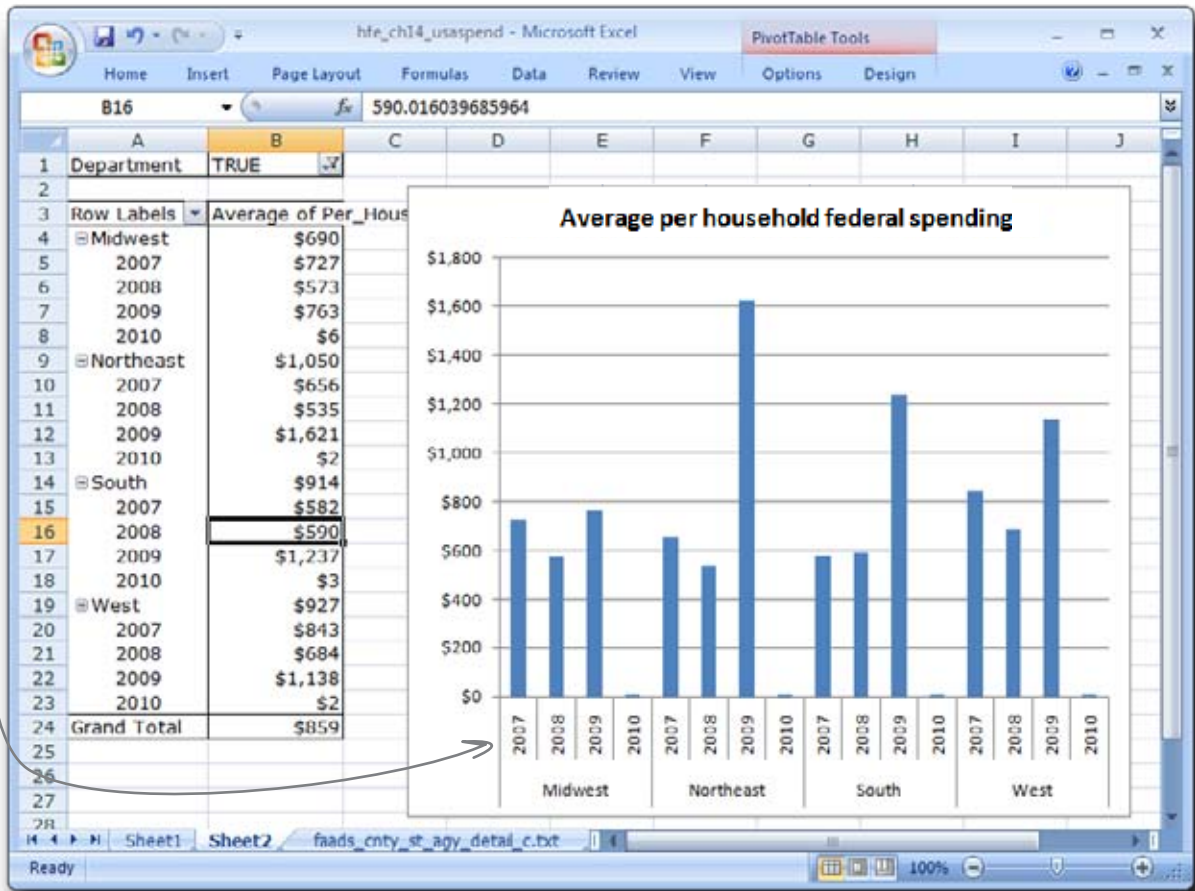 hfe_ch14_usaspend - Microsoft Excel PivotTable Tools
Home Insert Page Layout Formulas Data Review View Options Design
B16 fx 590.016039685964
A B C D E F G H I J
1 Department TRUE
2
3 Row Labels Average of Per_Hous
4 Midwest $690
5 2007 $727
6 2008 $573
7 2009 $763
8 2010 $6
9 Northeast $1,050
10 2007 $656
11 2008 $535
12 2009 $1,621
13 2010 $2
14 South $914
15 2007 $582
16 2008 $590
17 2009 $1,237
18 2010 $3
19 West $927
20 2007 $843
21 2008 $684
22 2009 $1,138
23 2010 $2
24 Grand Total $859
25
26
27
28
Average per household federal spending
$1,800
$1,600
$1,400
$1,200
$1,000
$800
$600
$400
$200
$0
2007 2008 2009 2010 2007 2008 2009 2010 2007 2008 2009 2010 2007 2008 2009 2010
Midwest Northeast South West
Sheet1 Sheet2 faads_cnty_st_agy_detail_c.txt
Ready 100%